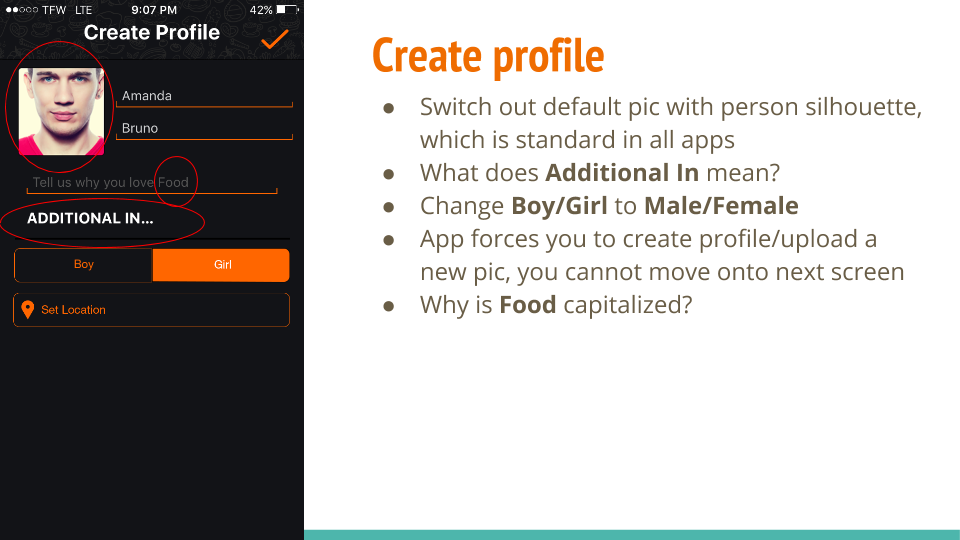 TFW LTE 9:07 PM 42%
Create Profile
Amanda
Bruno
Tell us why you love Food
ADDITIONAL IN...
Boy Girl
Set Location
Create profile
● Switch out default pic with person silhouette,
which is standard in all apps
● What does Additional In mean?
● Change Boy/Girl to Male/Female
● App forces you to create profile/upload a
new pic, you cannot move onto next screen
● Why is Food capitalized?